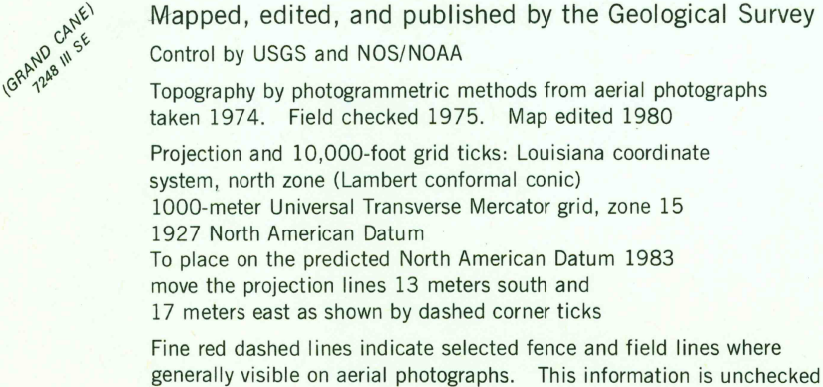 (GRAND CANE)
7248 III SE
Mapped, edited, and published by the Geological Survey
Control by USGS and NOS/NOAA
Topography by photogrammetric methods from aerial photographs
taken 1974. Field checked 1975. Map edited 1980
Projection and 10,000-foot grid ticks: Louisiana coordinate
system, north zone (Lambert conformal conic)
1000-meter Universal Transverse Mercator grid, zone 15
1927 North American Datum
To place on the predicted North American Datum 1983
move the projection lines 13 meters south and
17 meters east as shown by dashed corner ticks
Fine red dashed lines indicate selected fence and field lines where
generally visible on aerial photographs. This information is unchecked